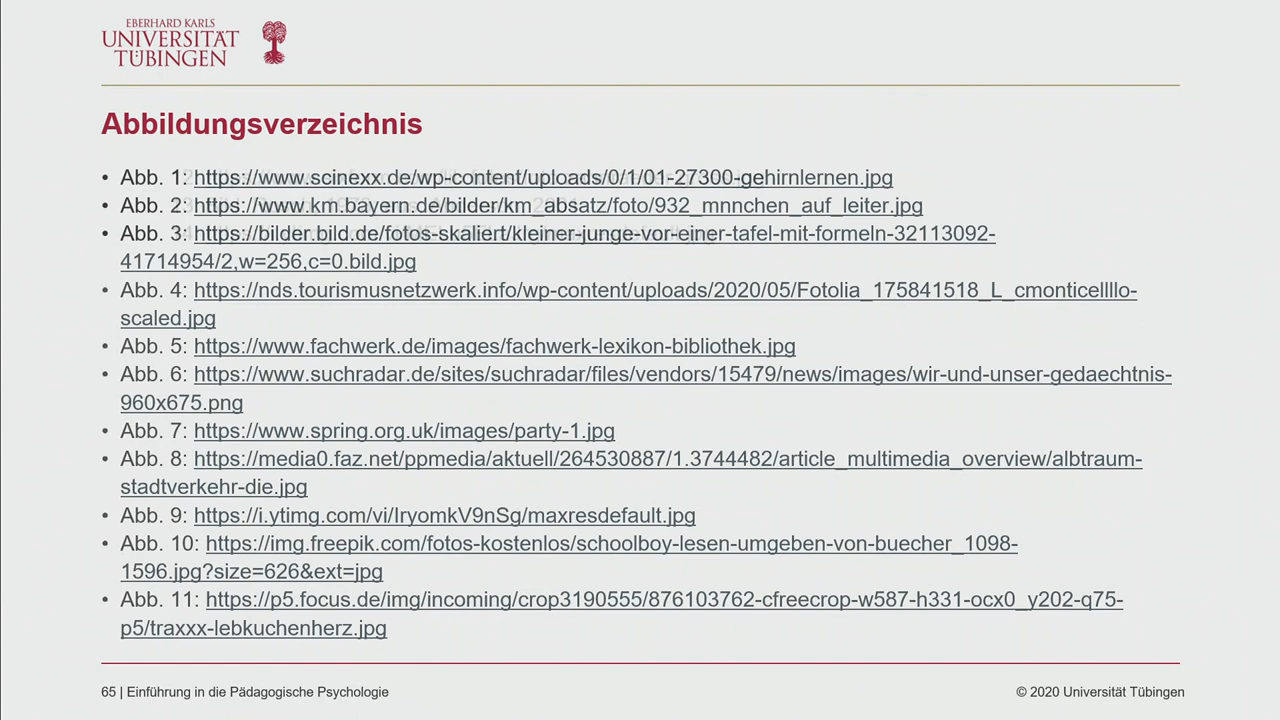 EBERHARD KARLS
UNIVERSITÄT
TÜBINGEN
Abbildungsverzeichnis
• Abb. 1: https://www.scinexx.de/wp-content/uploads/0/1/01-27300-gehirnlernen.jpg
• Abb. 2: https://www.km.bayern.de/bilder/km_absatz/foto/932_mnnchen_auf_leiter.jpg
• Abb. 3: https://bilder.bild.de/fotos-skaliert/kleiner-junge-vor-einer-tafel-mit-formeln-32113092-
41714954/2,w=256,c=0.bild.jpg
• Abb. 4: https://nds.tourismusnetzwerk.info/wp-content/uploads/2020/05/Fotolia_175841518_L_cmonticellllo-
scaled.jpg
• Abb. 5: https://www.fachwerk.de/images/fachwerk-lexikon-bibliothek.jpg
• Abb. 6: https://www.suchradar.de/sites/suchradar/files/vendors/15479/news/images/wir-und-unser-gedaechtnis-
960x675.png
• Abb. 7: https://www.spring.org.uk/images/party-1.jpg
• Abb. 8: https://media0.faz.net/ppmedia/aktuell/264530887/1.3744482/article_multimedia_overview/albtraum-
stadtverkehr-die.jpg
• Abb. 9: https://i.ytimg.com/vi/IryomkV9nSg/maxresdefault.jpg
• Abb. 10: https://img.freepik.com/fotos-kostenlos/schoolboy-lesen-umgeben-von-buecher_1098-
1596.jpg?size=626&ext=jpg
• Abb. 11: https://p5.focus.de/img/incoming/crop3190555/876103762-cfreecrop-w587-h331-ocx0_y202-q75-
p5/traxxx-lebkuchenherz.jpg
65 | Einführung in die Pädagogische Psychologie
© 2020 Universität Tübingen